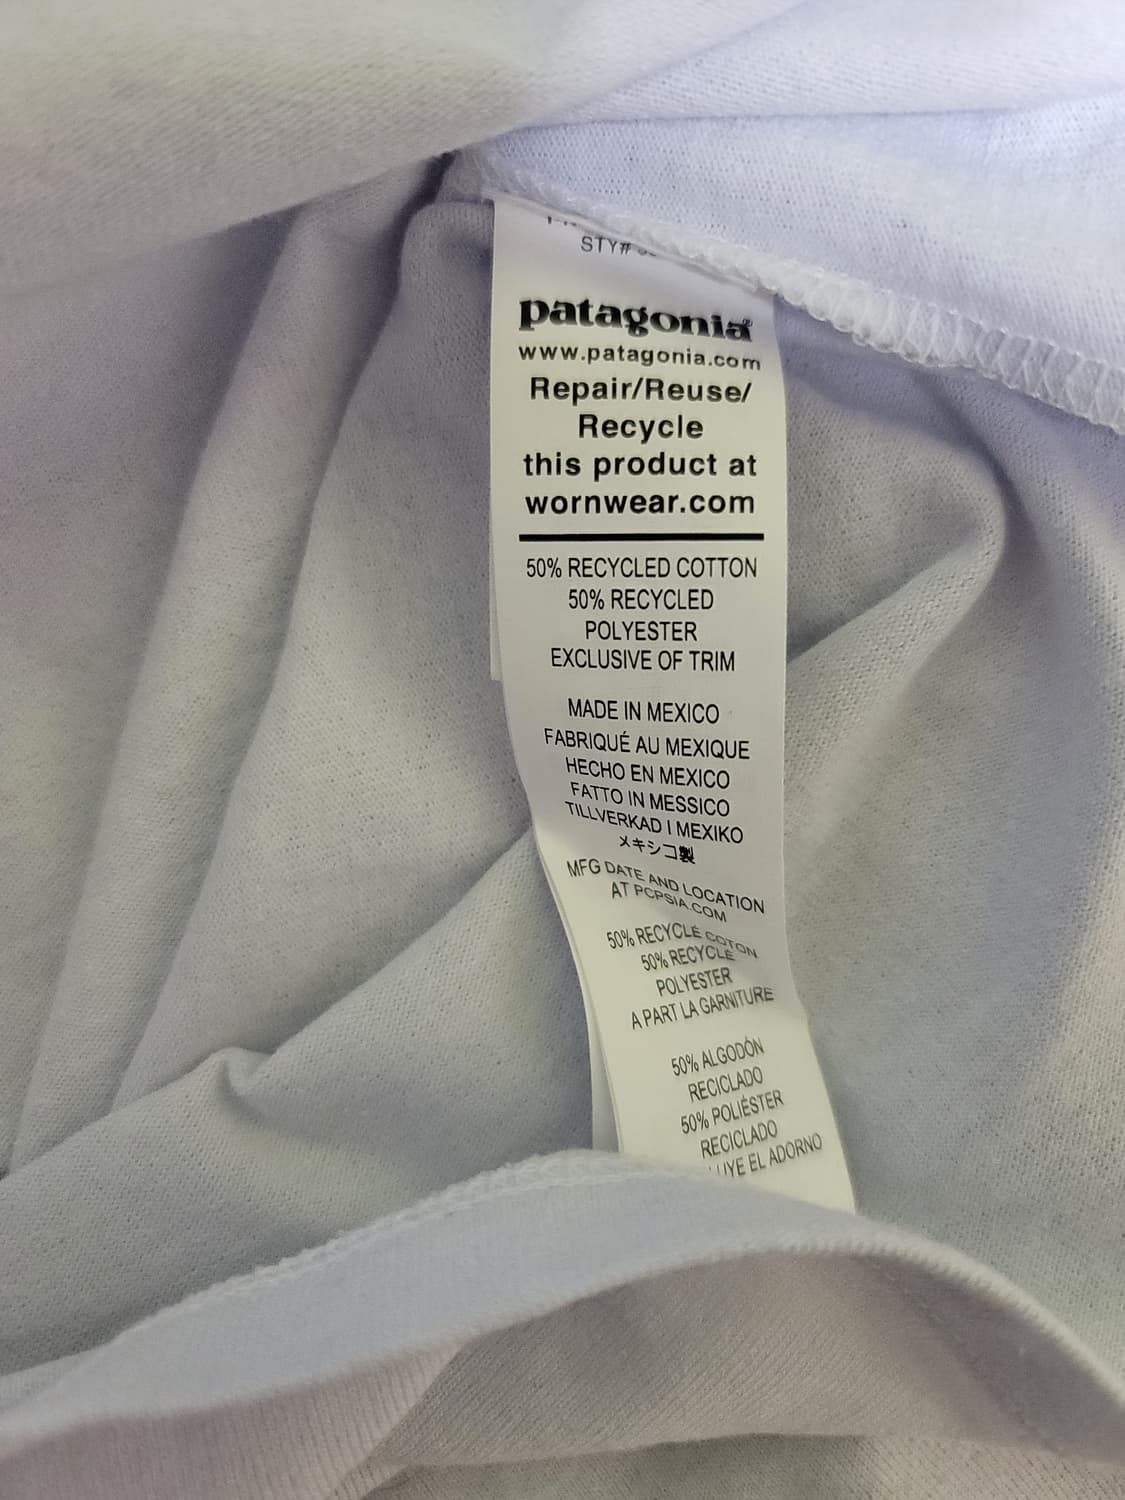 STY#
patagonia®
www.patagonia.com
Repair/Reuse/
Recycle
this product at
wornwear.com
50% RECYCLED COTTON
50% RECYCLED
POLYESTER
EXCLUSIVE OF TRIM
MADE IN MEXICO
FABRIQUÉ AU MEXIQUE
HECHO EN MEXICO
FATTO IN MESSICO
TILLVERKAD I MEXIKO
メキシコ製
MFG DATE AND LOCATION
AT PCPSIA.COM
50% RECYCLÉ COTON
50% RECYCLÉ
POLYESTER
A PART LA GARNITURE
50% ALGODÓN
RECICLADO
50% POLIÉSTER
RECICLADO
EL ADORNO